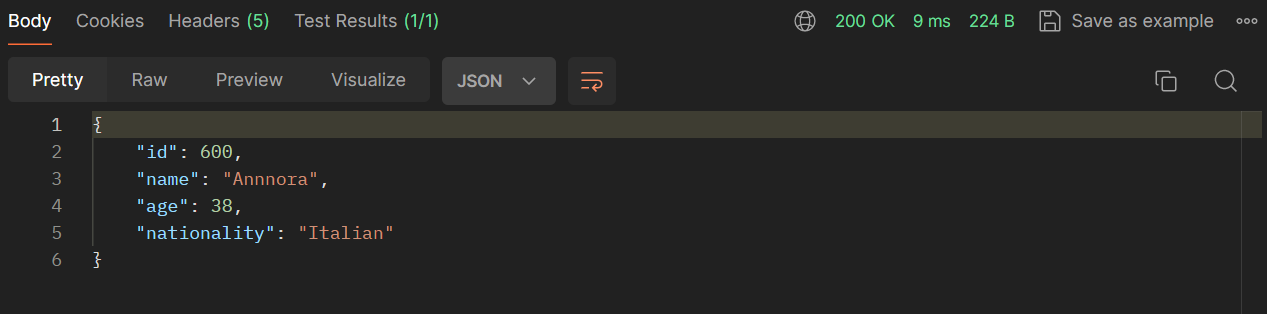 Body Cookies Headers (5) Test Results (1/1) 200 OK 9 ms 224 B Save as example
Pretty Raw Preview Visualize JSON
1 {
2 "id": 600,
3 "name": "Annnora",
4 "age": 38,
5 "nationality": "Italian"
6 }